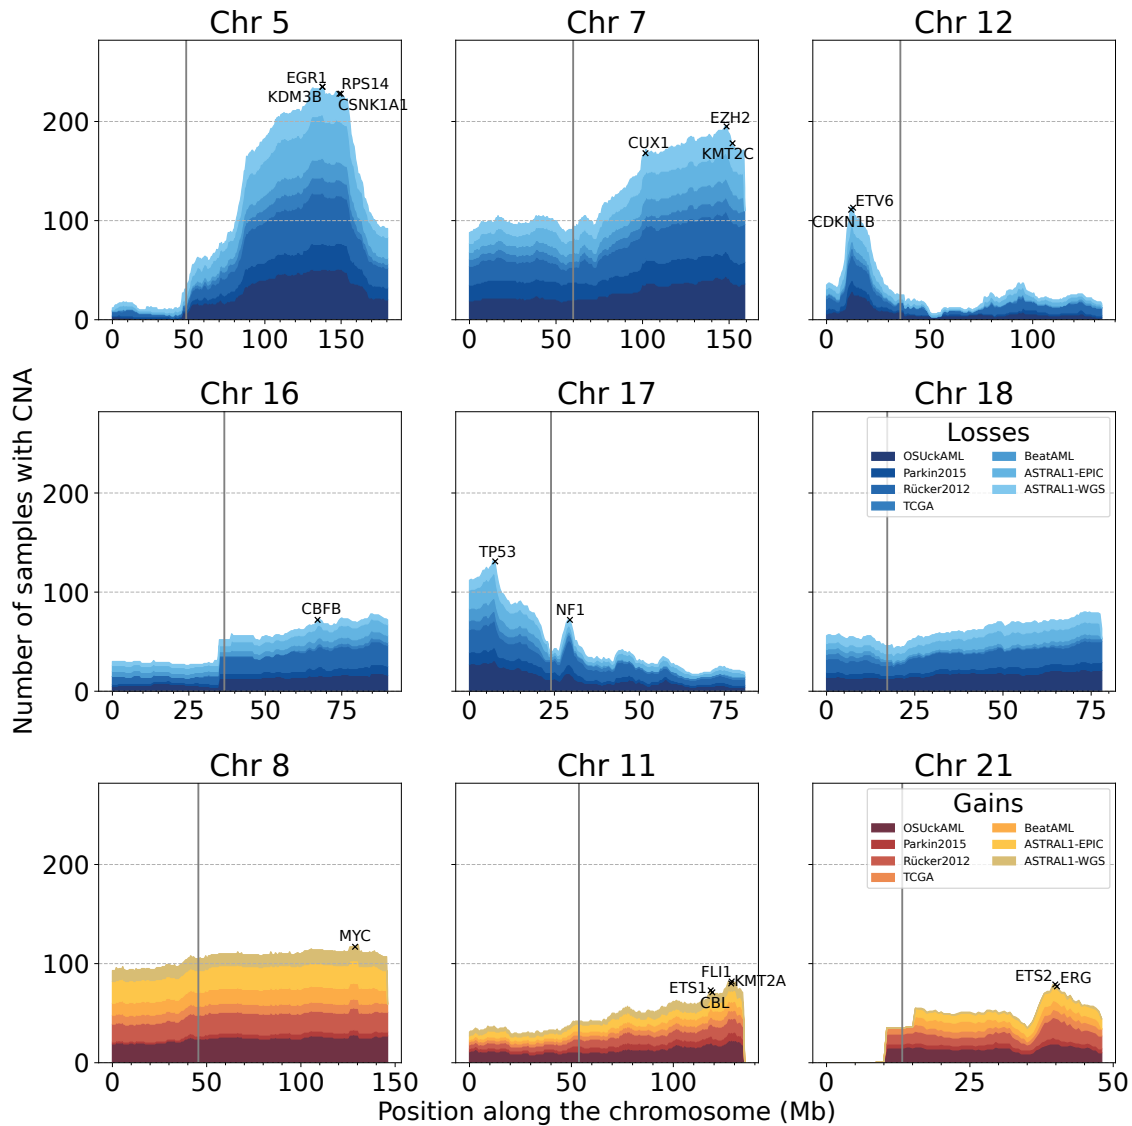 Chr 5
Chr 7
Chr 12
EGR1
RPS14
KDM3B
CSNK1A1
EZH2
CUX1
KMT2C
ETV6
CDKN1B
200
100
0
0 50 100 150
0 50 100 150
0 50 100
Number of samples with CNA
Chr 16
Chr 17
Chr 18
Losses
OSUckAML
Parkin2015
Rücker2012
TCGA
BeatAML
ASTRAL1-EPIC
ASTRAL1-WGS
TP53
NF1
CBFB
200
100
0
0 25 50 75
0 25 50 75
0 25 50 75
Chr 8
Chr 11
Chr 21
Gains
OSUckAML
Parkin2015
Rücker2012
TCGA
BeatAML
ASTRAL1-EPIC
ASTRAL1-WGS
MYC
FLI1
KMT2A
ETS1
CBL
ETS2
ERG
200
100
0
0 50 100 150
0 50 100
0 25 50
Position along the chromosome (Mb)